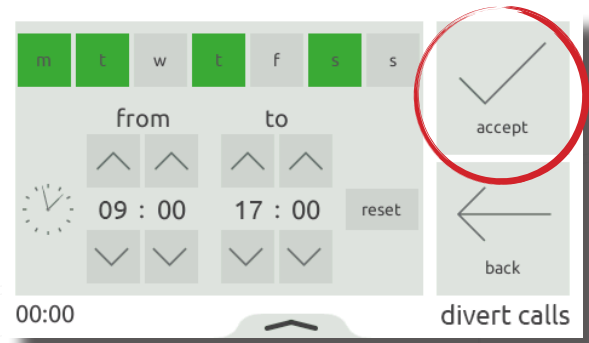 m t w t f s s
from to
09 : 00 17 : 00 reset
accept
back
00:00 divert calls